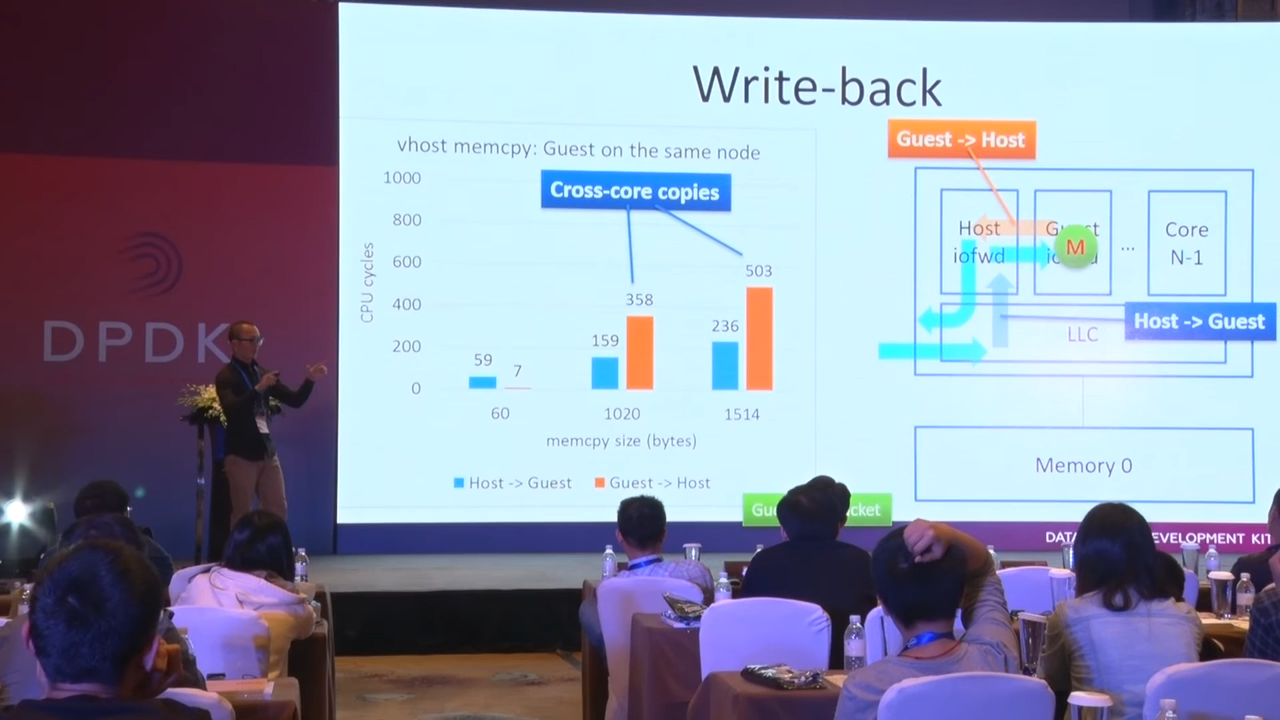 DPDK
Write-back
vhost memcpy: Guest on the same node
Cross-core copies
CPU cycles
1000
800
600
400
200
0
59
7
159
358
236
503
60
1020
1514
memcpy size (bytes)
Host -> Guest
Guest -> Host
Guest -> Host
Host
iofwd
M
...
Core
N-1
LLC
Host -> Guest
Memory 0
DATA
KIT